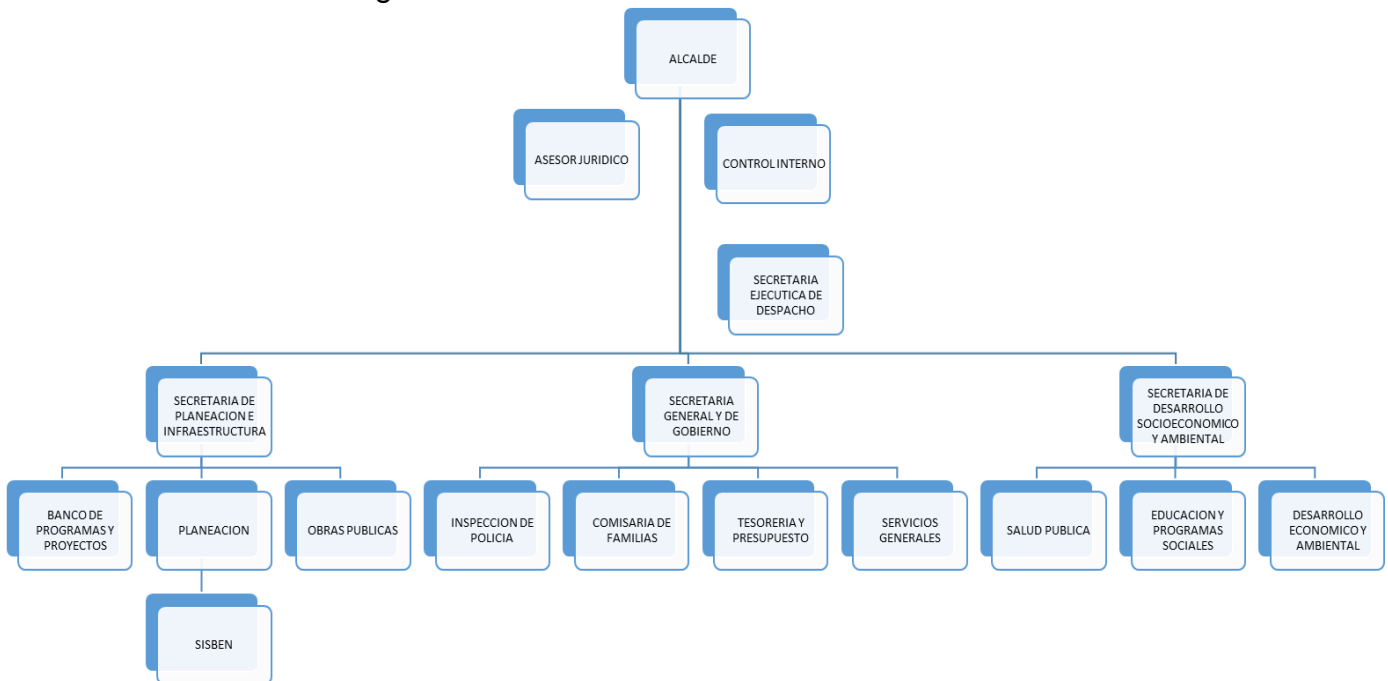 ALCALDE
ASESOR JURIDICO
CONTROL INTERNO
SECRETARIA
EJECUTICA DE
DESPACHO
SECRETARIA DE
PLANEACION E
INFRAESTRUCTURA
SECRETARIA
GENERAL Y DE
GOBIERNO
SECRETARIA DE
DESARROLLO
SOCIOECONOMICO
Y AMBIENTAL
BANCO DE
PROGRAMAS Y
PROYECTOS
PLANEACION
OBRAS PUBLICAS
INSPECCION DE
POLICIA
COMISARIA DE
FAMILIAS
TESORERIA Y
PRESUPUESTO
SERVICIOS
GENERALES
SALUD PUBLICA
EDUCACION Y
PROGRAMAS
SOCIALES
DESARROLLO
ECONOMICO Y
AMBIENTAL
SISBEN